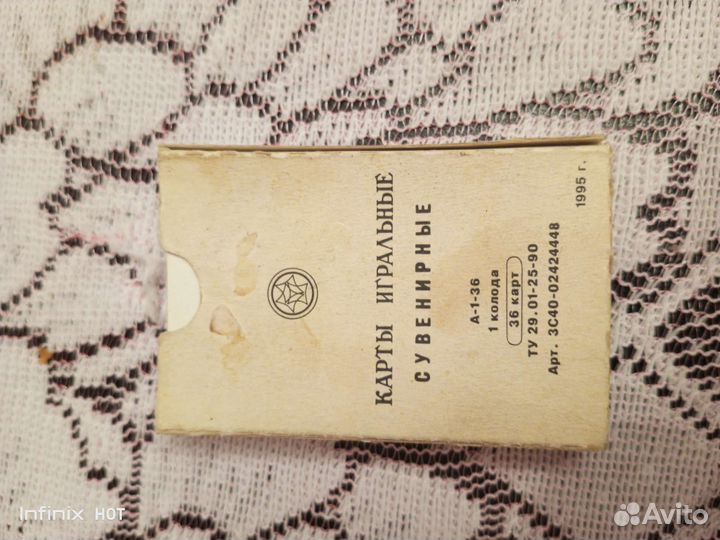 КАРТЫ ИГРАЛЬНЫЕ
СУВЕНИРНЫЕ
А-1-36
1 колода
36 карт
ТУ 29.01-25-90
Арт. 3С40-02424448
1995 г.
Infinix HOT
Avito